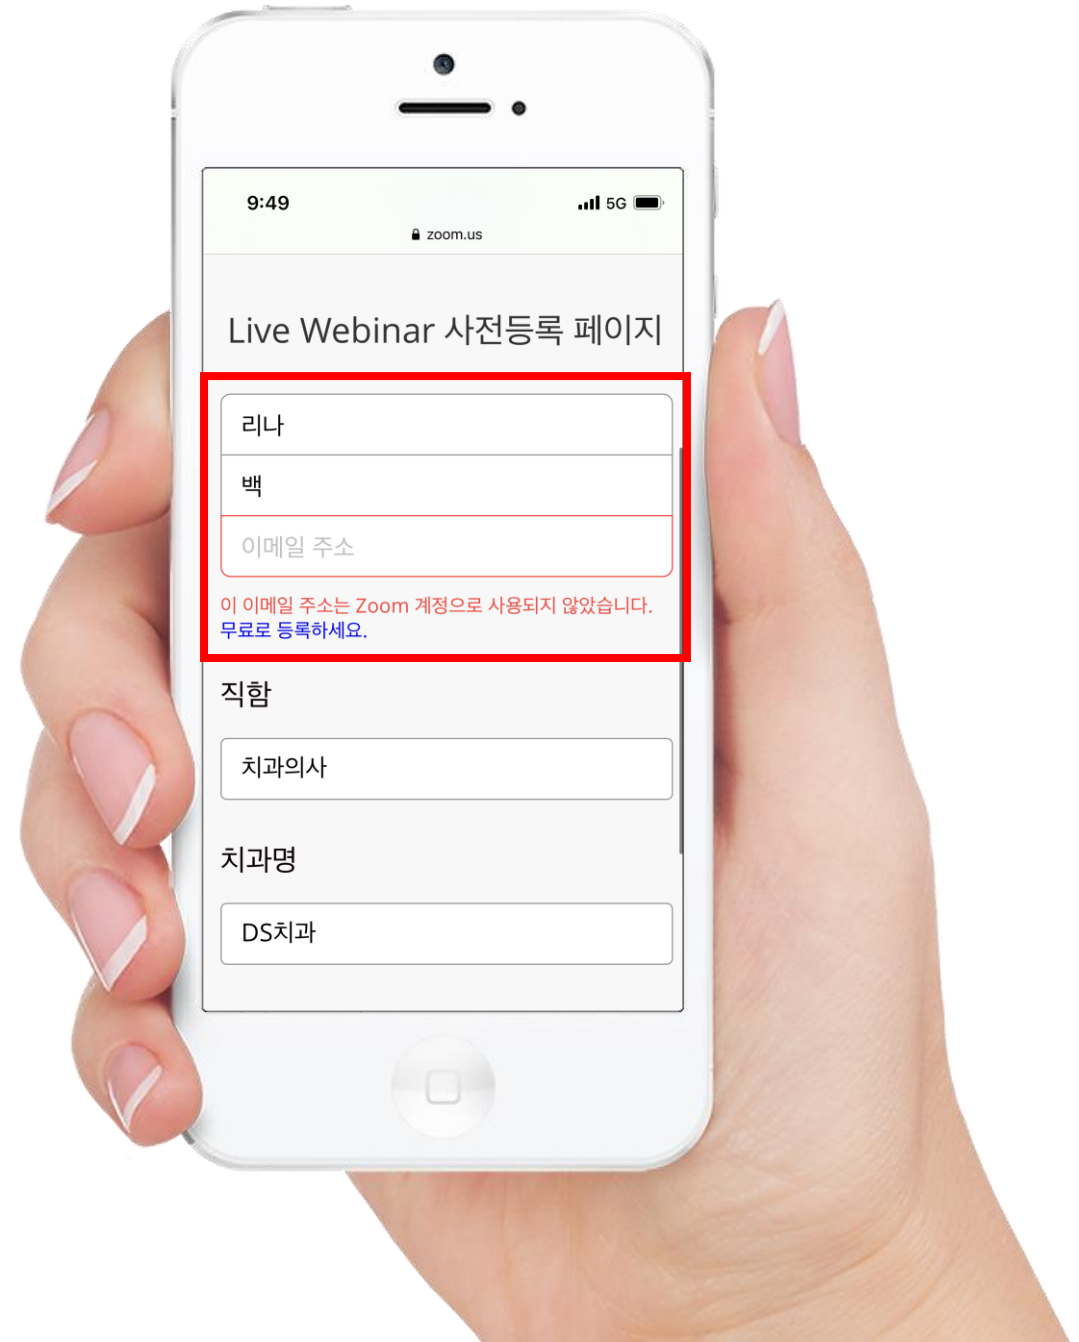 9:49
5G
zoom.us
Live Webinar 사전등록 페이지
리나
백
이메일 주소
이 이메일 주소는 Zoom 계정으로 사용되지 않았습니다.
무료로 등록하세요.
직함
치과의사
치과명
DS치과